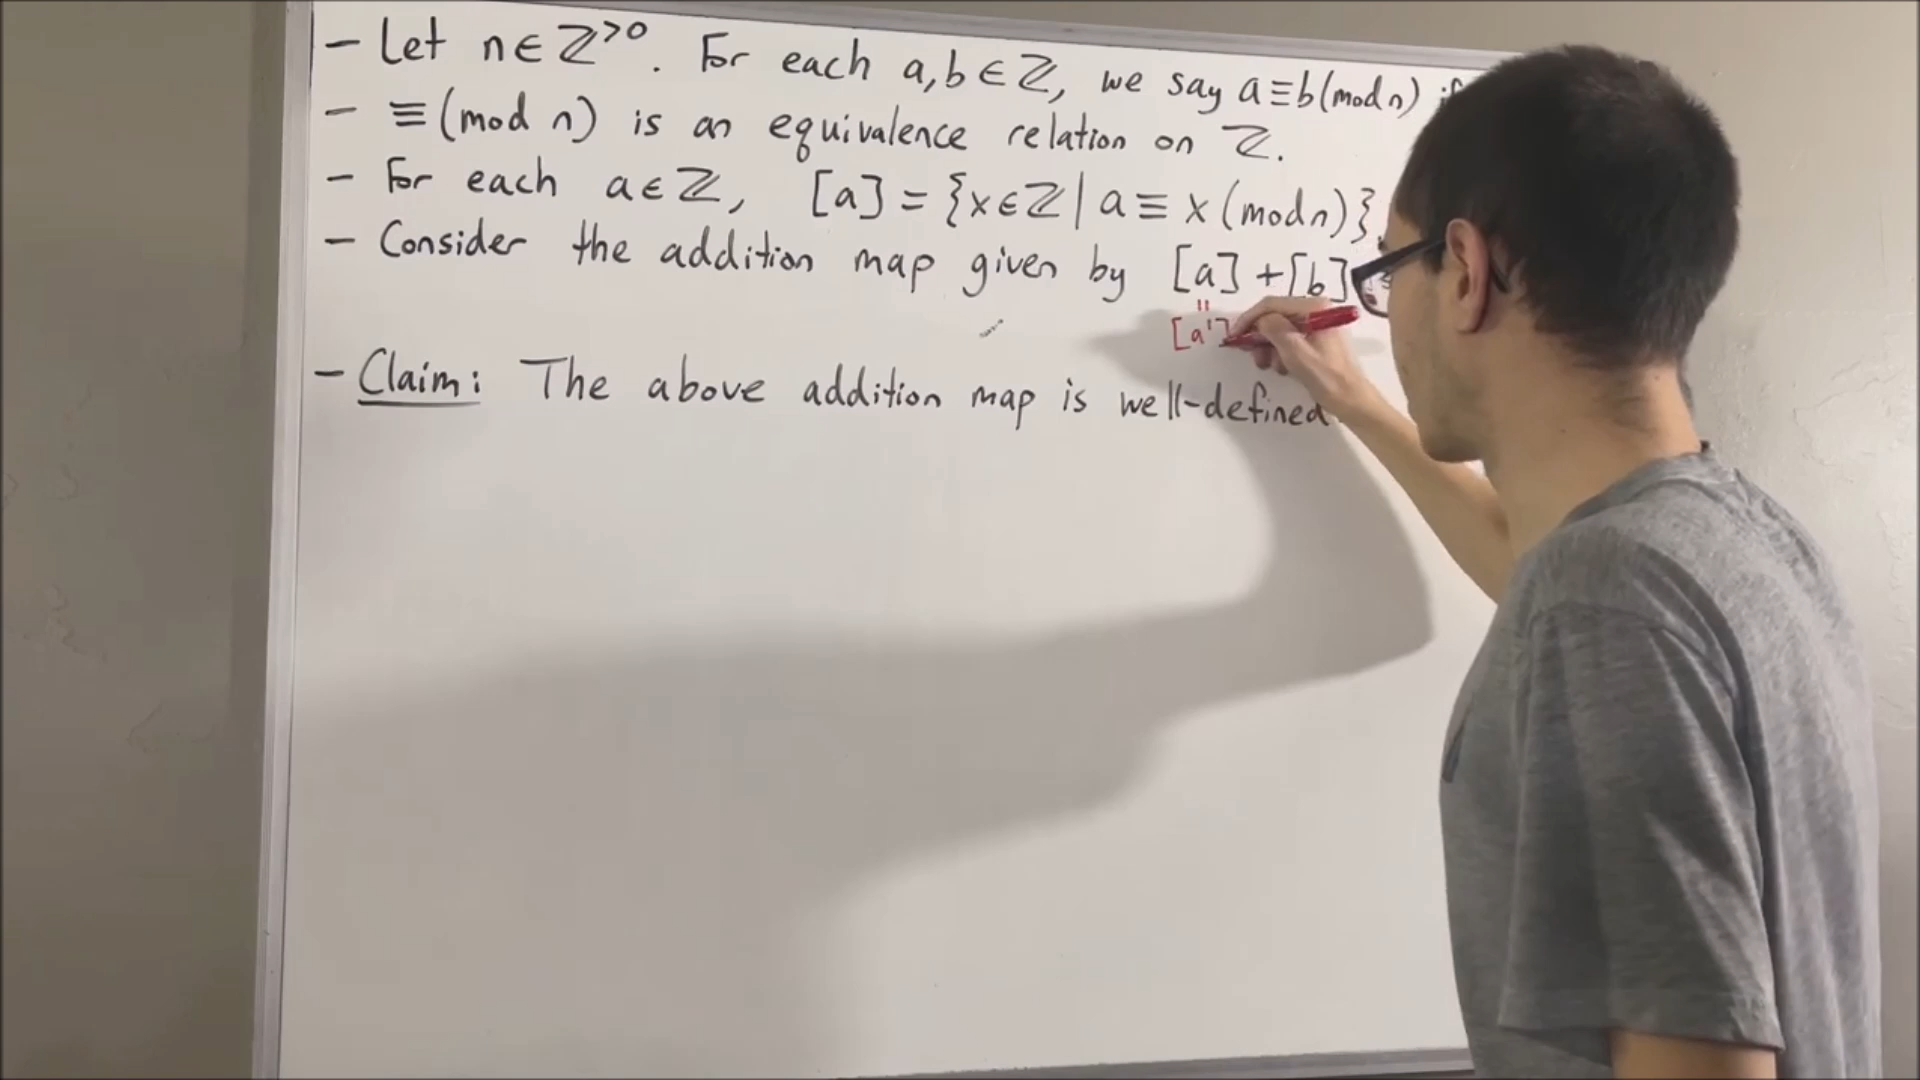 - Let n ∈ ℤ^>0. For each a, b ∈ ℤ, we say a ≡ b (mod n)
- ≡ (mod n) is an equivalence relation on ℤ.
- For each a ∈ ℤ, [a] = {x ∈ ℤ | a ≡ x (mod n)}.
- Consider the addition map given by [a] + [b]
"
[a']
- Claim: The above addition map is well-defined